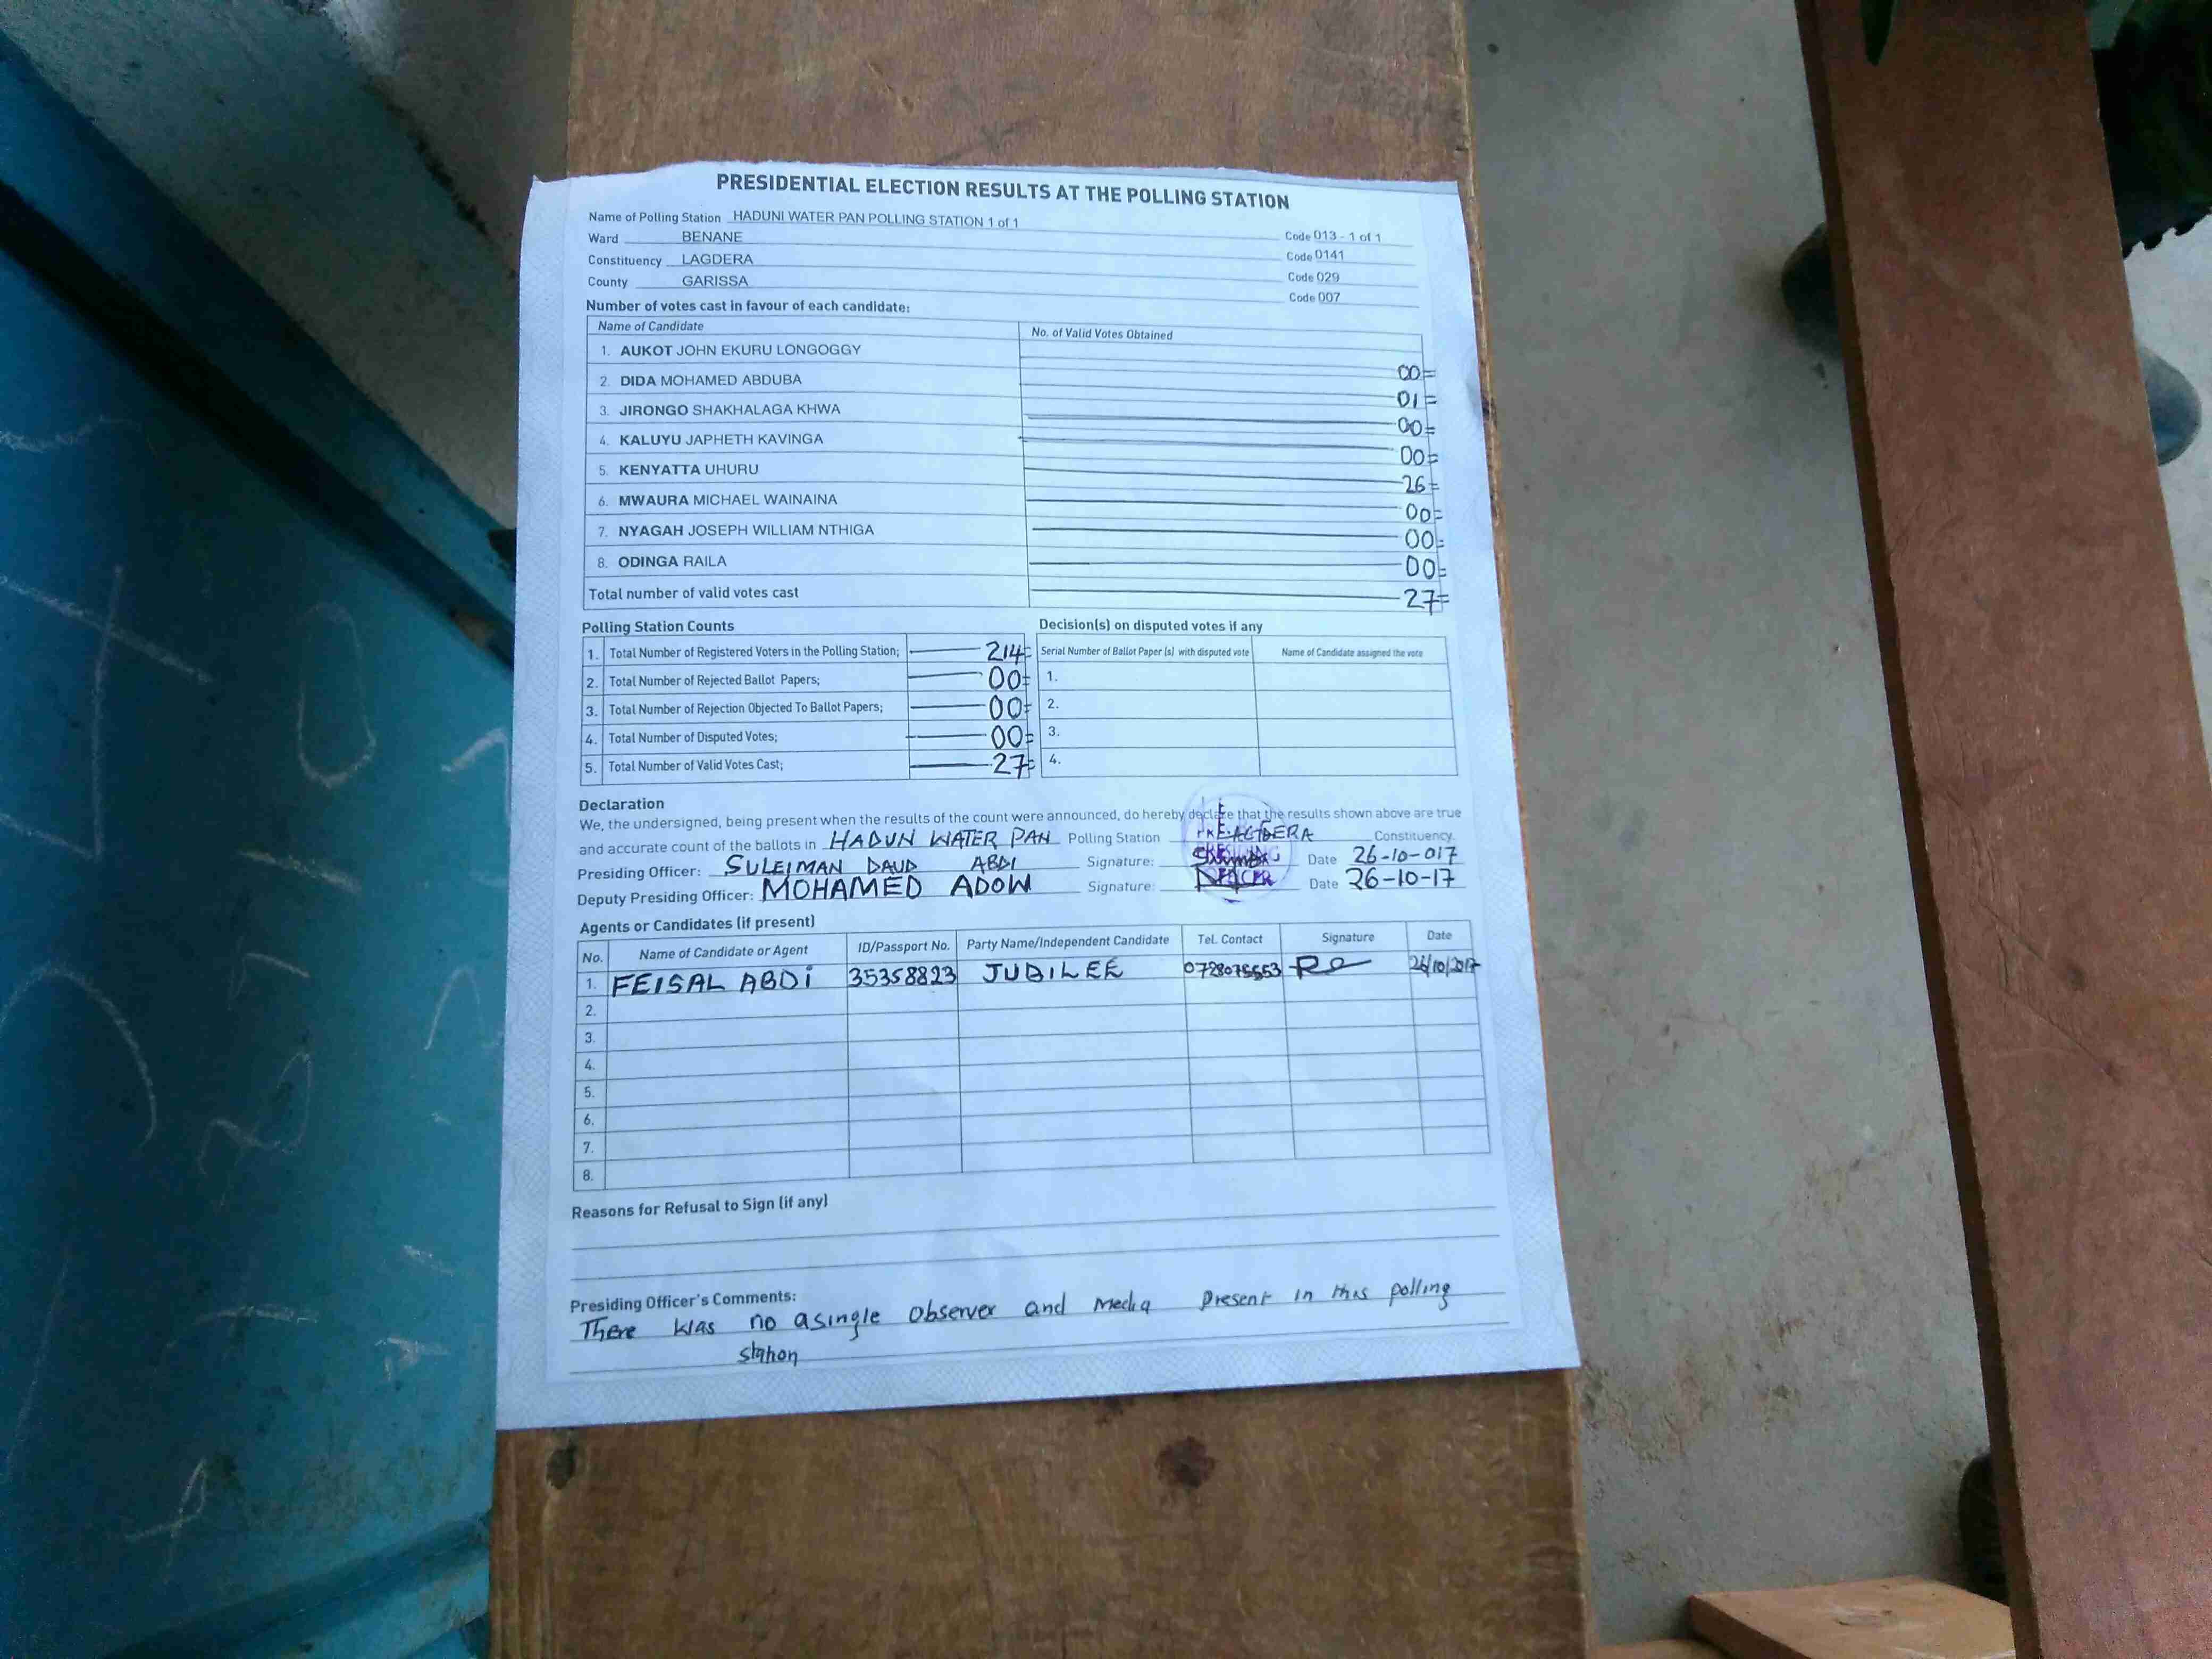 PRESIDENTIAL ELECTION RESULTS AT THE POLLING STATION
Name of Polling Station HADUNI WATER PAN POLLING STATION 1 of 1 Code 013 - 1 of 1
Ward BENANE Code 0141
Constituency LAGDERA Code 029
County GARISSA Code 007
Number of votes cast in favour of each candidate:
Name of Candidate No. of Valid Votes Obtained
1. AUKOT JOHN EKURU LONGOGGY 00=
2. DIDA MOHAMED ABDUBA 01=
3. JIRONGO SHAKHALAGA KHWA 00=
4. KALUYU JAPHETH KAVINGA 00=
5. KENYATTA UHURU 26=
6. MWAURA MICHAEL WAINAINA 00=
7. NYAGAH JOSEPH WILLIAM NTHIGA 00=
8. ODINGA RAILA 00=
Total number of valid votes cast 27=
Polling Station Counts Decision(s) on disputed votes if any
Serial Number of Ballot Paper (s) with disputed vote Name of Candidate assigned the vote
1. Total Number of Registered Voters in the Polling Station; 214=
2. Total Number of Rejected Ballot Papers; 00= 1.
3. Total Number of Rejection Objected To Ballot Papers; 00= 2.
4. Total Number of Disputed Votes; 00= 3.
5. Total Number of Valid Votes Cast; 27= 4.
Declaration
We, the undersigned, being present when the results of the count were announced, do hereby declare that the results shown above are true
and accurate count of the ballots in HADUN WATER PAN Polling Station Constituency.
Presiding Officer: SULEIMAN DAUD ABDI Signature: Date 26-10-017
Deputy Presiding Officer: MOHAMED ADOW Signature: Date 26-10-17
Agents or Candidates (if present)
No. Name of Candidate or Agent ID/Passport No. Party Name/Independent Candidate Tel. Contact Signature Date
1. FEISAL ABDI 35358823 JUBILEE 26/10/2017
2.
3.
4.
5.
6.
7.
8.
Reasons for Refusal to Sign (if any)
Presiding Officer's Comments:
There was no asingle observer and media present in this polling
station